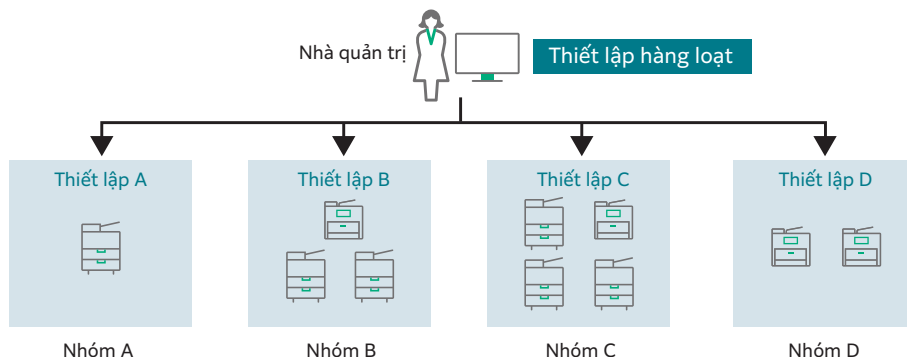 Nhà quản trị
Thiết lập hàng loạt
Thiết lập A
Thiết lập B
Thiết lập C
Thiết lập D
Nhóm A
Nhóm B
Nhóm C
Nhóm D